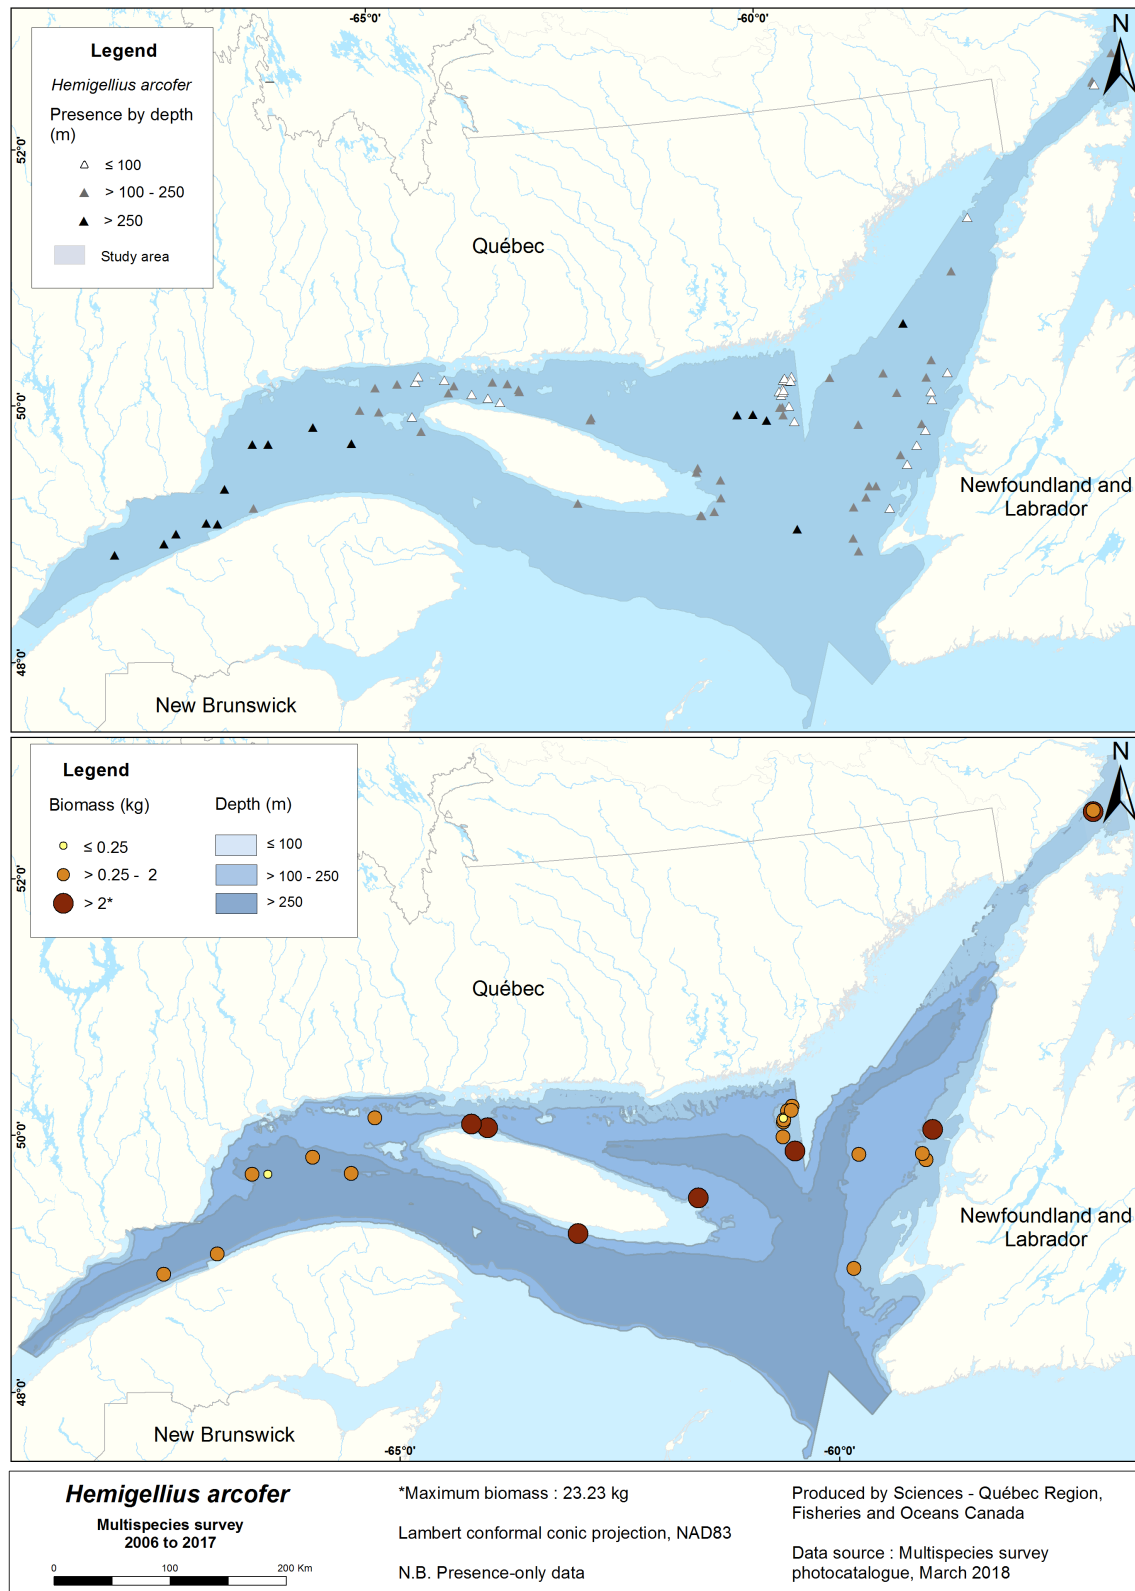 -65°0'
-60°0'
N
Legend
Hemigellius arcofer
Presence by depth
(m)
≤ 100
> 100 - 250
> 250
Study area
52°0'
Québec
50°0'
Newfoundland and
Labrador
48°0'
New Brunswick
N
Legend
Biomass (kg)
Depth (m)
≤ 0.25
> 0.25 - 2
> 2*
≤ 100
> 100 - 250
> 250
52°0'
Québec
50°0'
Newfoundland and
Labrador
48°0'
New Brunswick
-65°0'
-60°0'
Hemigellius arcofer
Multispecies survey
2006 to 2017
0 100 200 Km
*Maximum biomass : 23.23 kg
Lambert conformal conic projection, NAD83
N.B. Presence-only data
Produced by Sciences - Québec Region,
Fisheries and Oceans Canada
Data source : Multispecies survey
photocatalogue, March 2018